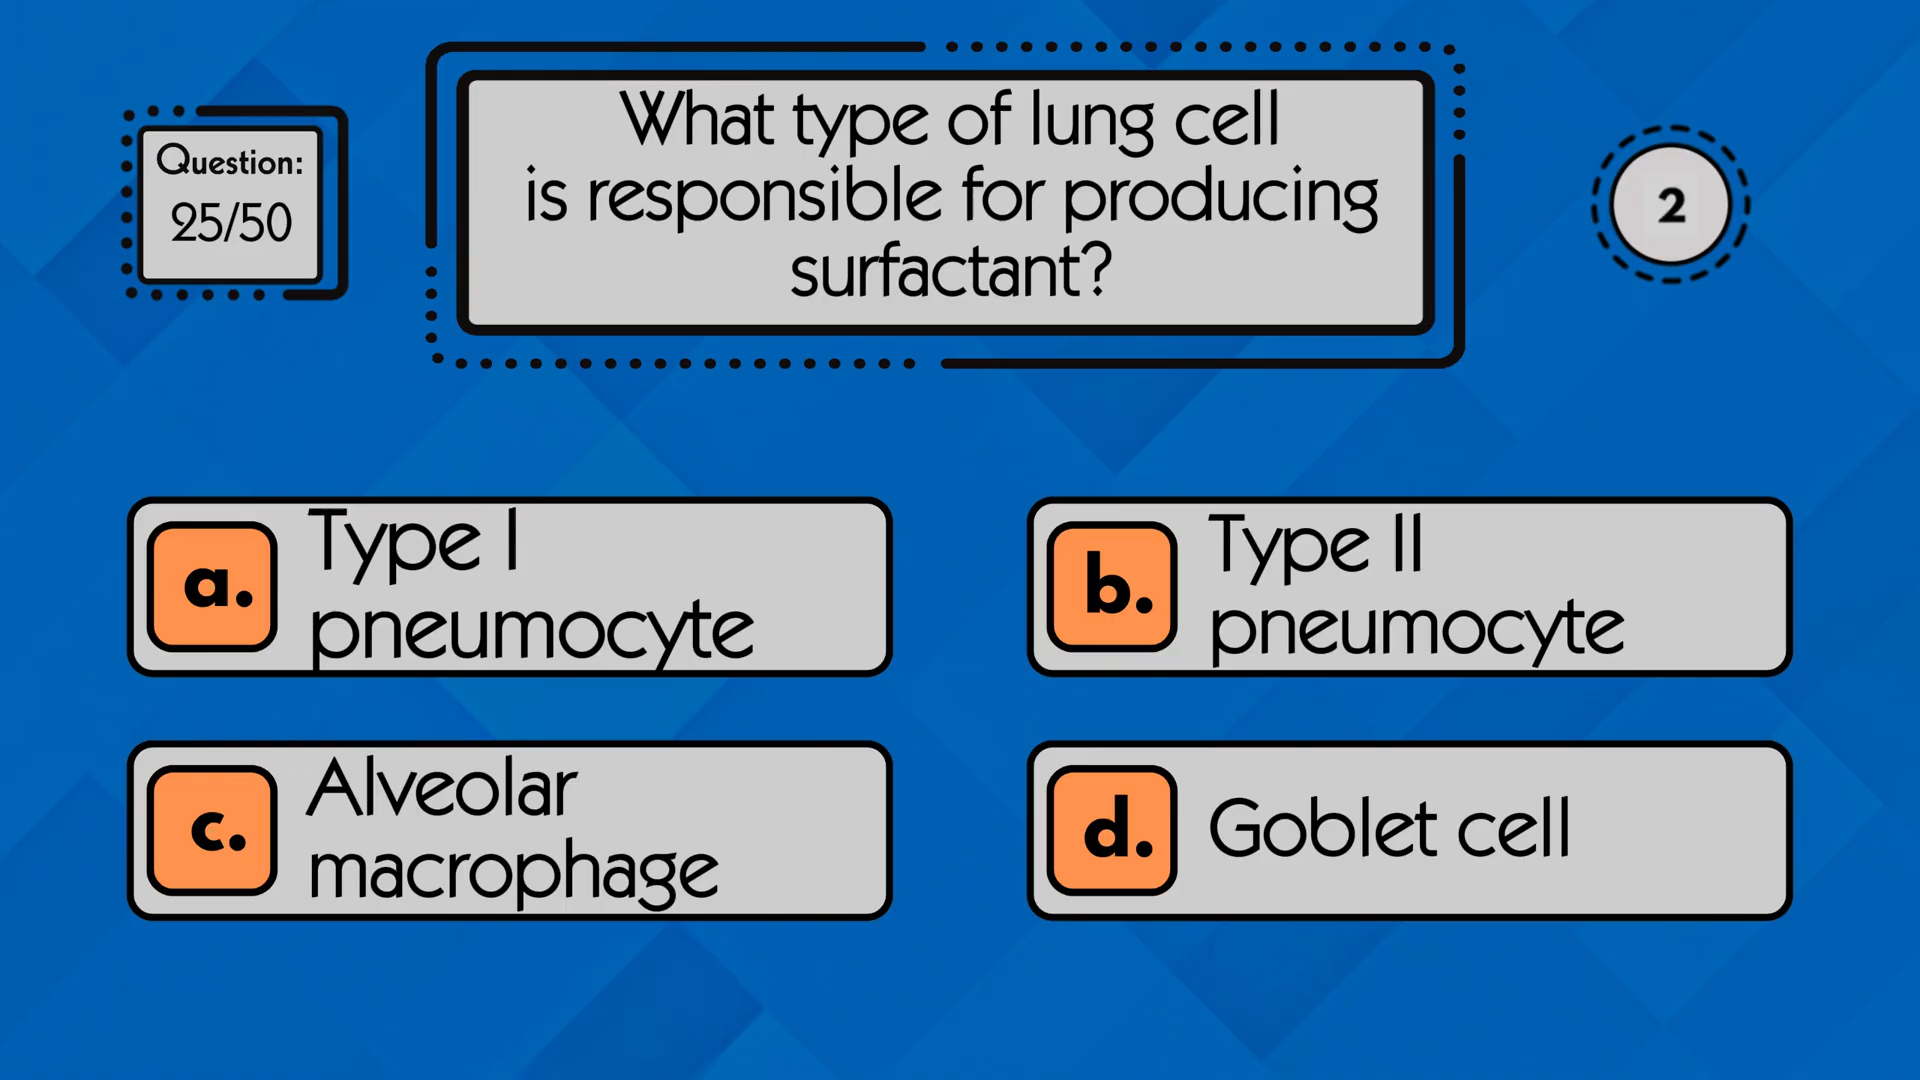 Question:
25/50
What type of lung cell
is responsible for producing
surfactant?
2
a.
Type I
pneumocyte
b.
Type II
pneumocyte
c.
Alveolar
macrophage
d.
Goblet cell